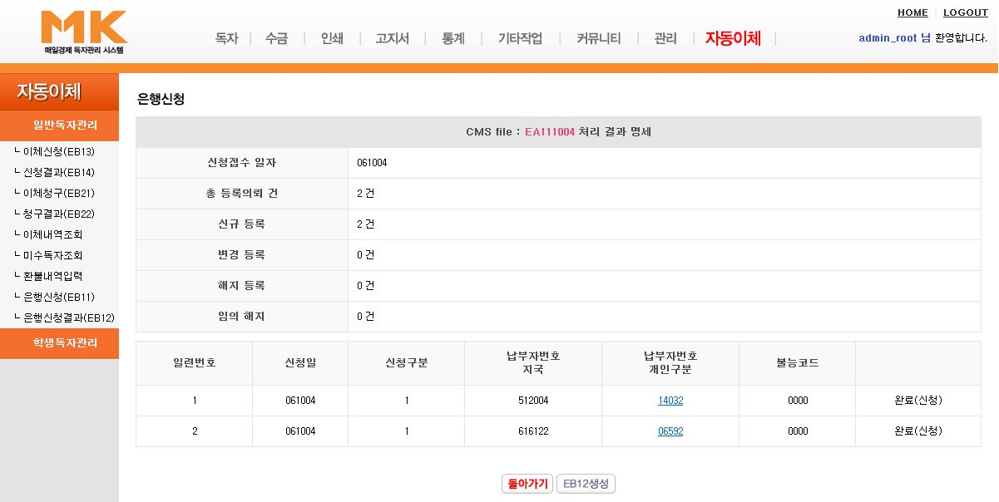 HOME LOGOUT
MK
매일경제 독자관리 시스템
독자 수금 인쇄 고지서 통계 기타작업 커뮤니티 관리 자동이체
admin_root 님 환영합니다.
자동이체
일반독자관리
└ 이체신청(EB13)
└ 신청결과(EB14)
└ 이체청구(EB21)
└ 청구결과(EB22)
└ 이체내역조회
└ 미수독자조회
└ 환불내역입력
└ 은행신청(EB11)
└ 은행신청결과(EB12)
학생독자관리
은행신청
CMS file : EA111004 처리 결과 명세
신청접수 일자 061004
총 등록의뢰 건 2 건
신규 등록 2 건
변경 등록 0 건
해지 등록 0 건
임의 해지 0 건
일련번호 신청일 신청구분 납부자번호 지국 납부자번호 개인구분 불능코드
1 061004 1 512004 14032 0000 완료(신청)
2 061004 1 616122 06592 0000 완료(신청)
돌아가기 EB12생성